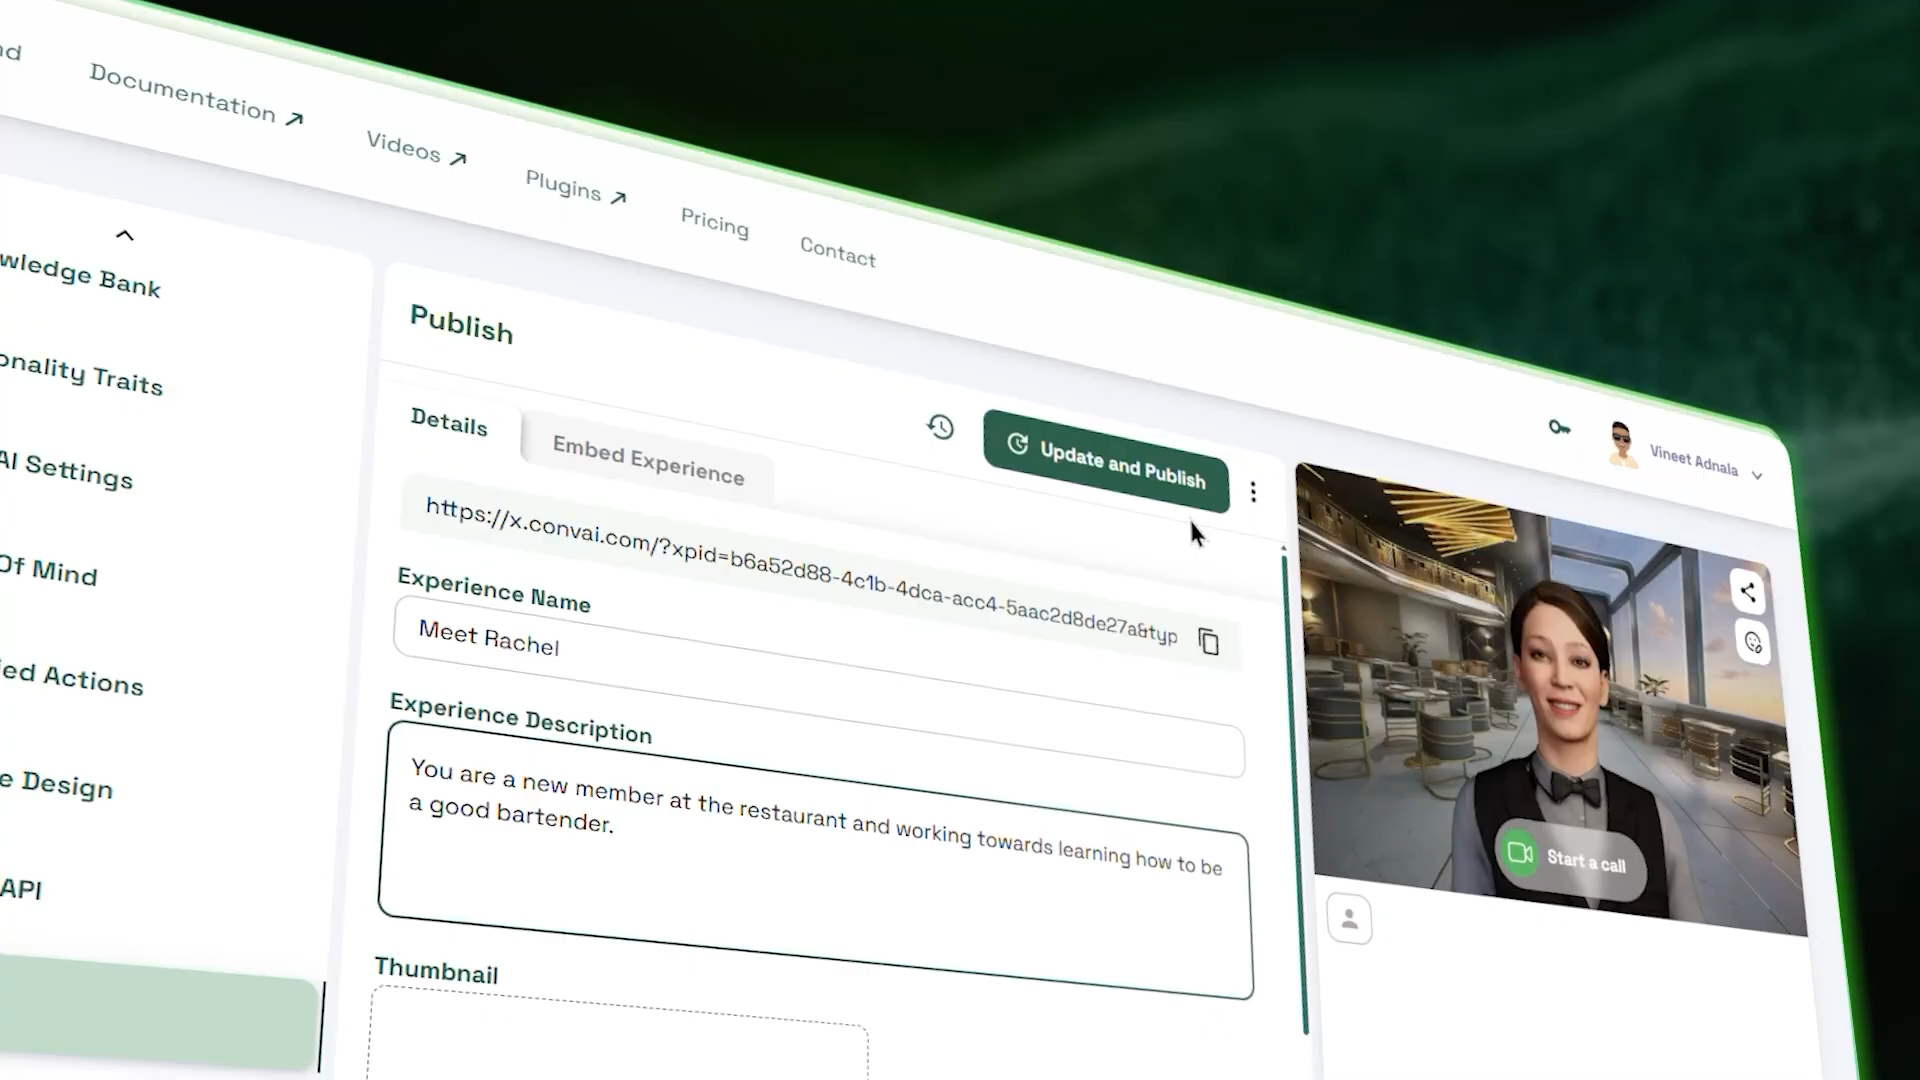 Documentation
Videos
Plugins
Pricing
Contact
Vineet Adnala
Bank
Traits
AI Settings
Of Mind
Actions
Design
API
Publish
Details
Embed Experience
Update and Publish
https://x.convai.com/?xpid=b6a52d88-4c1b-4dca-acc4-5aac2d8de27a&typ
Experience Name
Meet Rachel
Experience Description
You are a new member at the restaurant and working towards learning how to be
a good bartender.
Thumbnail
Start a call